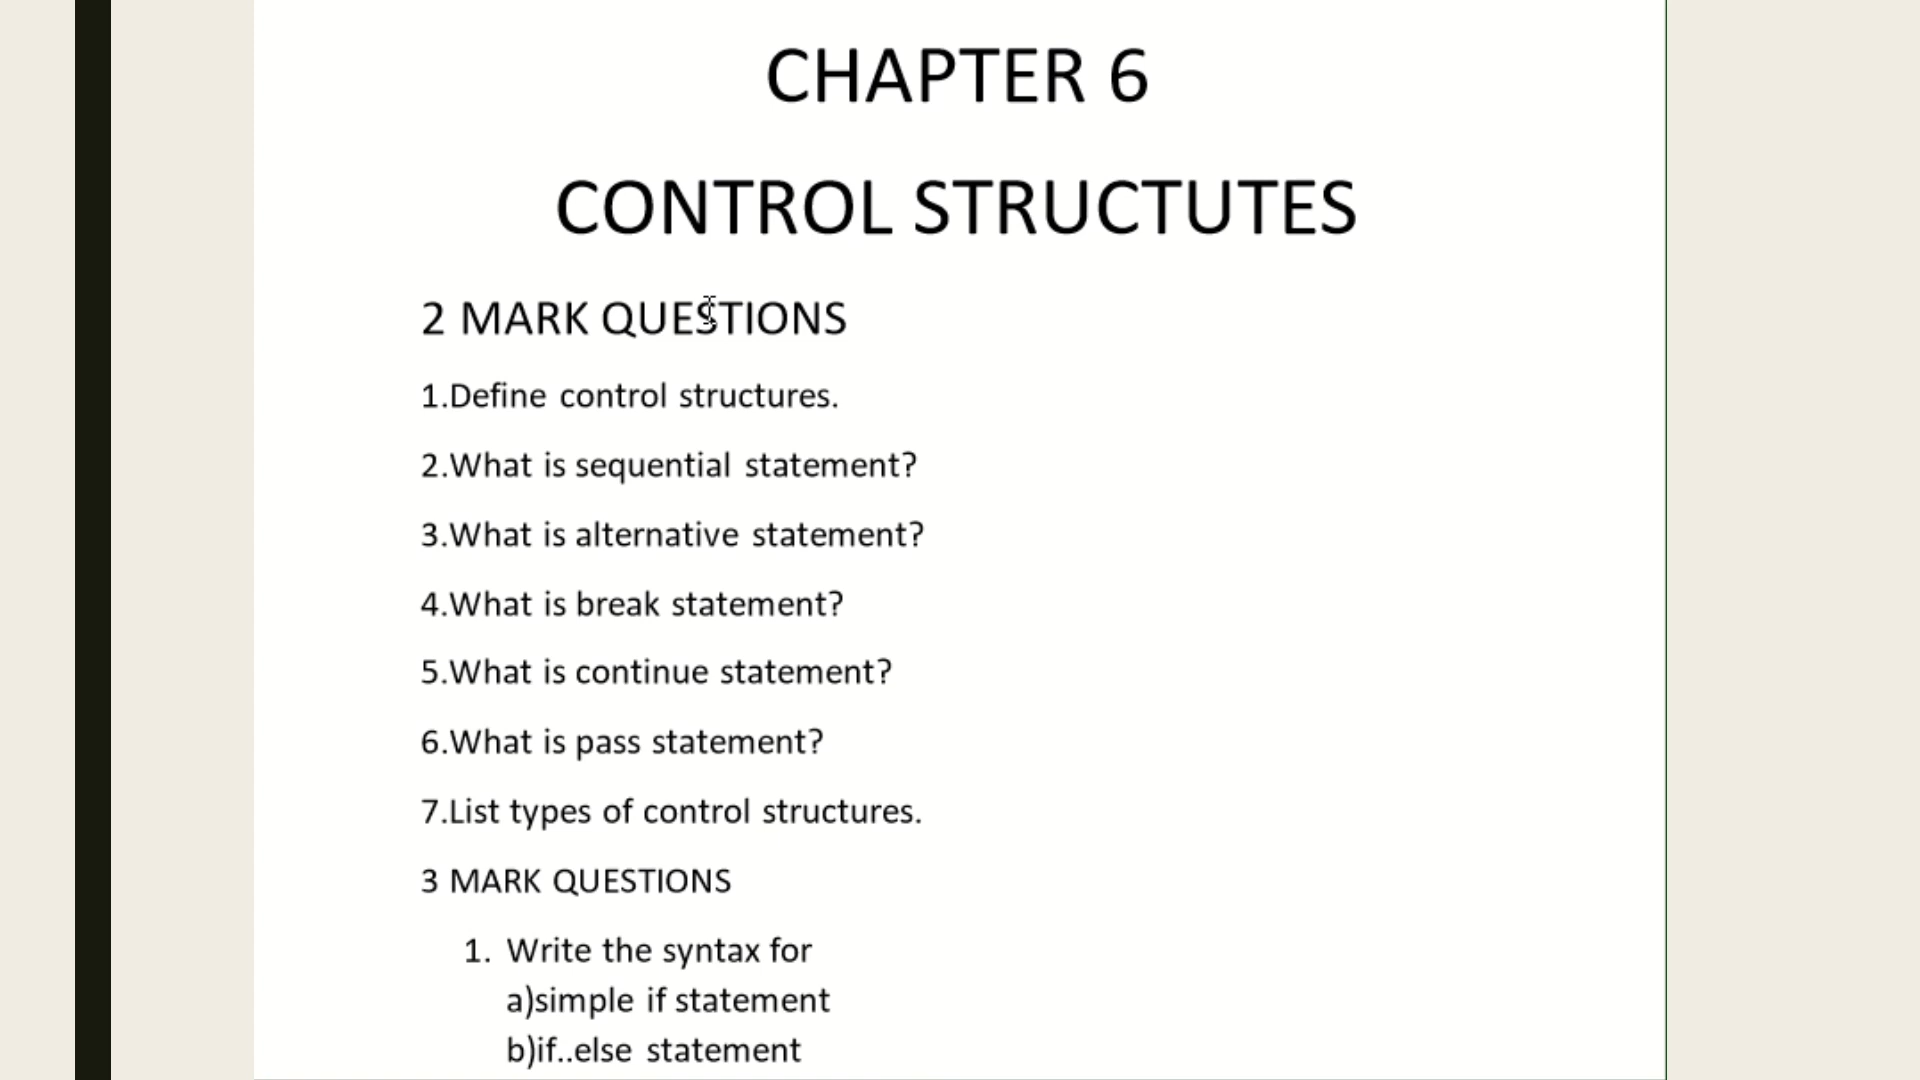 CHAPTER 6
CONTROL STRUCTUTES
2 MARK QUESTIONS
1.Define control structures.
2.What is sequential statement?
3.What is alternative statement?
4.What is break statement?
5.What is continue statement?
6.What is pass statement?
7.List types of control structures.
3 MARK QUESTIONS
1. Write the syntax for
a)simple if statement
b)if..else statement